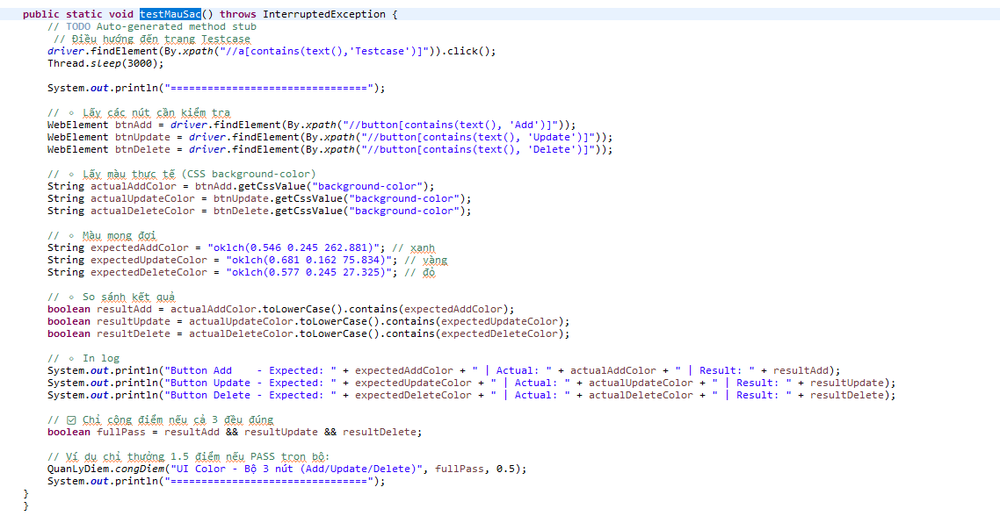 public static void testMauSac() throws InterruptedException {
// TODO Auto-generated method stub
// Điều hướng đến trang Testcase
driver.findElement(By.xpath("//a[contains(text(),'Testcase')]")).click();
Thread.sleep(3000);
System.out.println("================================");
// 🔹 Lấy các nút cần kiểm tra
WebElement btnAdd = driver.findElement(By.xpath("//button[contains(text(), 'Add')]"));
WebElement btnUpdate = driver.findElement(By.xpath("//button[contains(text(), 'Update')]"));
WebElement btnDelete = driver.findElement(By.xpath("//button[contains(text(), 'Delete')]"));
// 🔹 Lấy màu thực tế (CSS background-color)
String actualAddColor = btnAdd.getCssValue("background-color");
String actualUpdateColor = btnUpdate.getCssValue("background-color");
String actualDeleteColor = btnDelete.getCssValue("background-color");
// 🔹 Màu mong đợi
String expectedAddColor = "oklch(0.546 0.245 262.881)"; // xanh
String expectedUpdateColor = "oklch(0.681 0.162 75.834)"; // vàng
String expectedDeleteColor = "oklch(0.577 0.245 27.325)"; // đỏ
// 🔹 So sánh kết quả
boolean resultAdd = actualAddColor.toLowerCase().contains(expectedAddColor);
boolean resultUpdate = actualUpdateColor.toLowerCase().contains(expectedUpdateColor);
boolean resultDelete = actualDeleteColor.toLowerCase().contains(expectedDeleteColor);
// 🔹 In log
System.out.println("Button Add    - Expected: " + expectedAddColor + " | Actual: " + actualAddColor + " | Result: " + resultAdd);
System.out.println("Button Update - Expected: " + expectedUpdateColor + " | Actual: " + actualUpdateColor + " | Result: " + resultUpdate);
System.out.println("Button Delete - Expected: " + expectedDeleteColor + " | Actual: " + actualDeleteColor + " | Result: " + resultDelete);
// ☑ Chỉ cộng điểm nếu cả 3 đều đúng
boolean fullPass = resultAdd && resultUpdate && resultDelete;
// Ví dụ chỉ thưởng 1.5 điểm nếu PASS trọn bộ:
QuanLyDiem.congDiem("UI Color - Bộ 3 nút (Add/Update/Delete)", fullPass, 0.5);
System.out.println("================================");
}
}